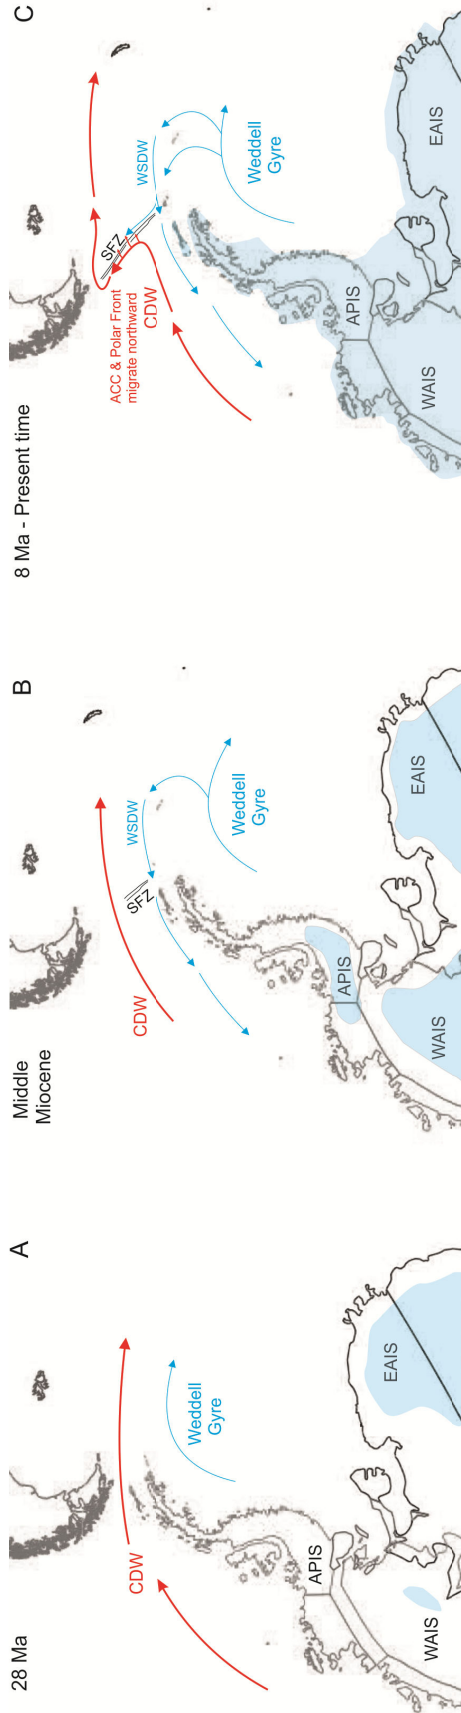 28 Ma
A
CDW
Weddell
Gyre
APIS
WAIS
EAIS
Middle
Miocene
B
CDW
SFZ
WSDW
Weddell
Gyre
APIS
WAIS
EAIS
8 Ma - Present time
C
ACC & Polar Front
migrate northward
CDW
SFZ
WSDW
Weddell
Gyre
APIS
WAIS
EAIS